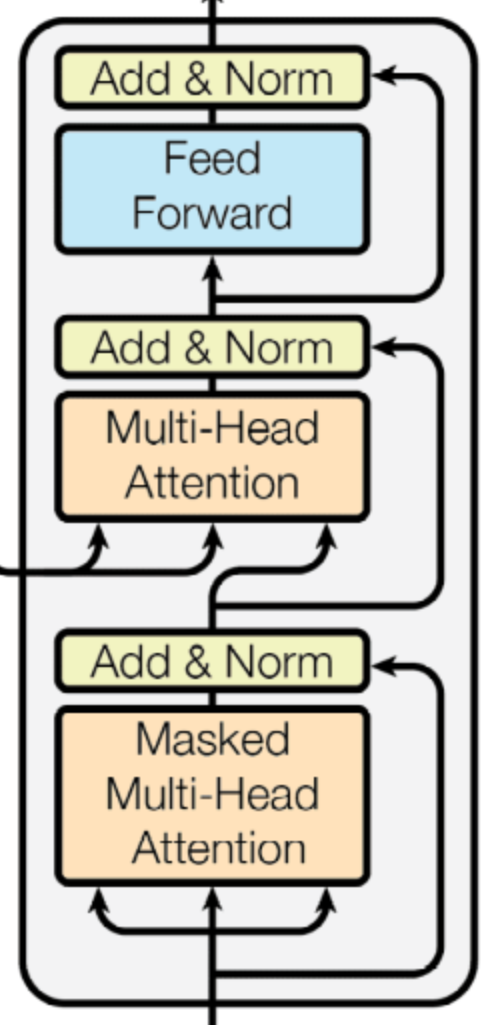 Add & Norm
Feed
Forward
Add & Norm
Multi-Head
Attention
Add & Norm
Masked
Multi-Head
Attention